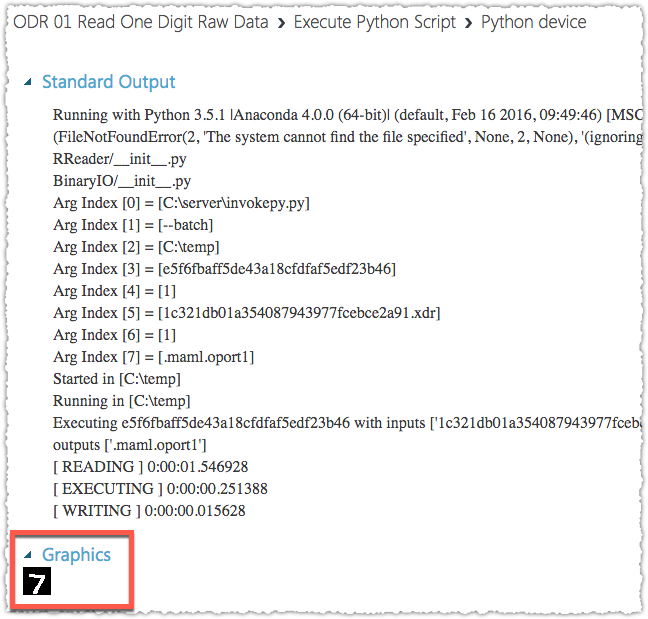 ODR 01 Read One Digit Raw Data › Execute Python Script › Python device
Standard Output
Running with Python 3.5.1 |Anaconda 4.0.0 (64-bit)| (default, Feb 16 2016, 09:49:46) [MSC
(FileNotFoundError(2, 'The system cannot find the file specified', None, 2, None), '(ignoring
RReader/__init__.py
BinaryIO/__init__.py
Arg Index [0] = [C:\server\invokepy.py]
Arg Index [1] = [--batch]
Arg Index [2] = [C:\temp]
Arg Index [3] = [e5f6fbaff5de43a18cfdfaf5edf23b46]
Arg Index [4] = [1]
Arg Index [5] = [1c321db01a354087943977fcebce2a91.xdr]
Arg Index [6] = [1]
Arg Index [7] = [.maml.oport1]
Started in [C:\temp]
Running in [C:\temp]
Executing e5f6fbaff5de43a18cfdfaf5edf23b46 with inputs ['1c321db01a354087943977fceb
outputs ['.maml.oport1']
[ READING ] 0:00:01.546928
[ EXECUTING ] 0:00:00.251388
[ WRITING ] 0:00:00.015628
Graphics
7